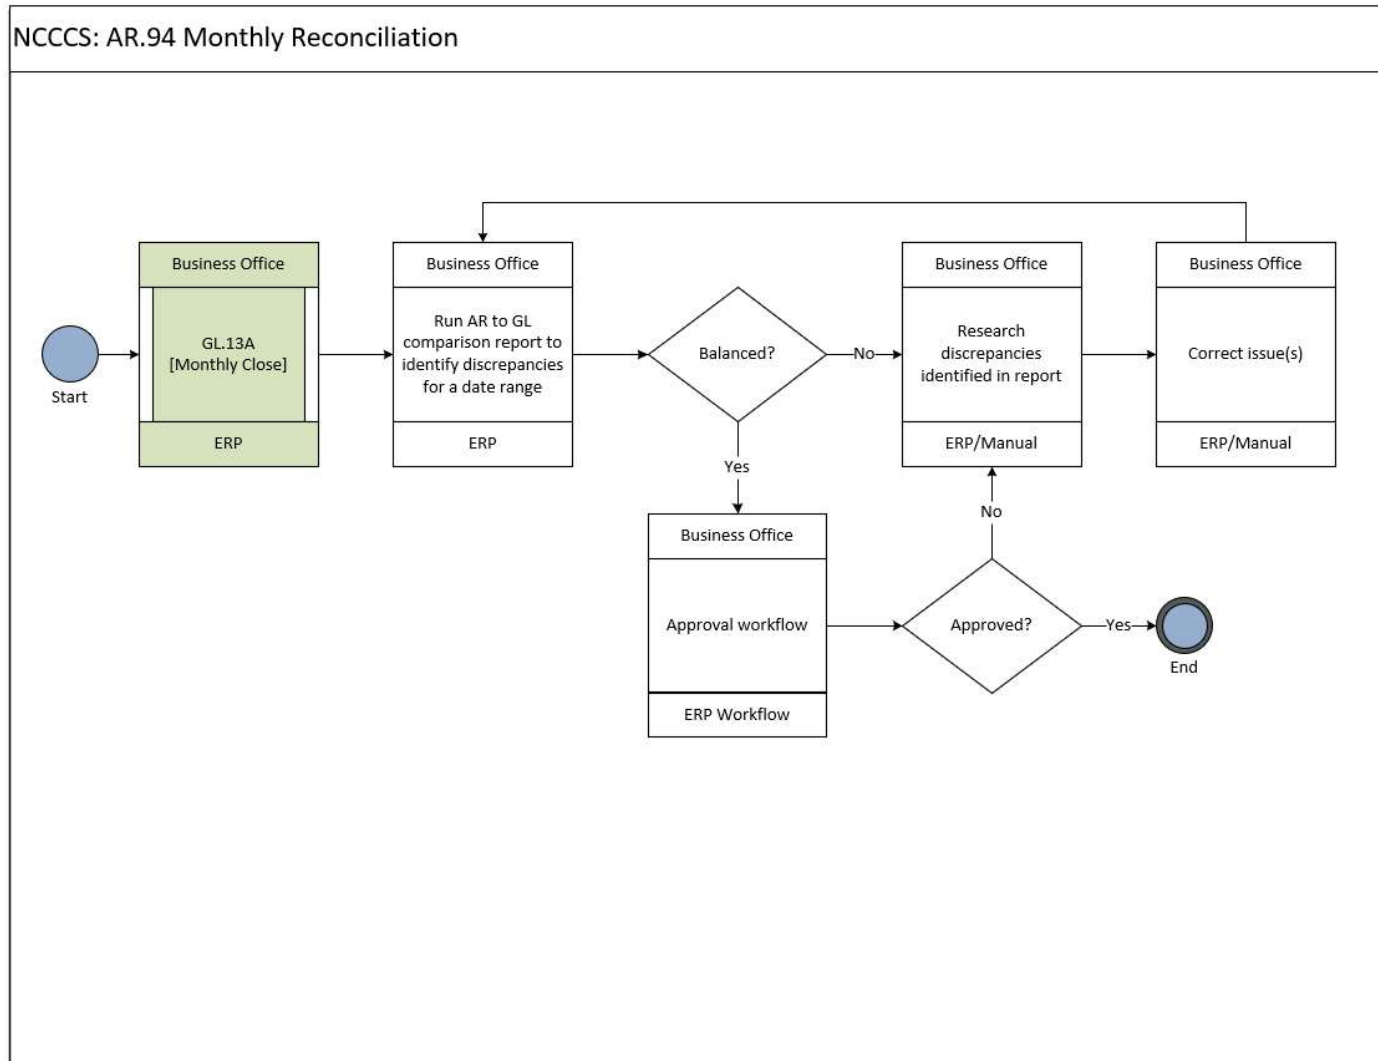 NCCCS: AR.94 Monthly Reconciliation
Business Office
Business Office
Business Office
Business Office
Start
GL.13A
[Monthly Close]
ERP
Run AR to GL
comparison report to
identify discrepancies
for a date range
ERP
Balanced?
No
Research
discrepancies
identified in report
ERP/Manual
Correct issue(s)
ERP/Manual
Yes
No
Business Office
Approval workflow
ERP Workflow
Approved?
Yes
End